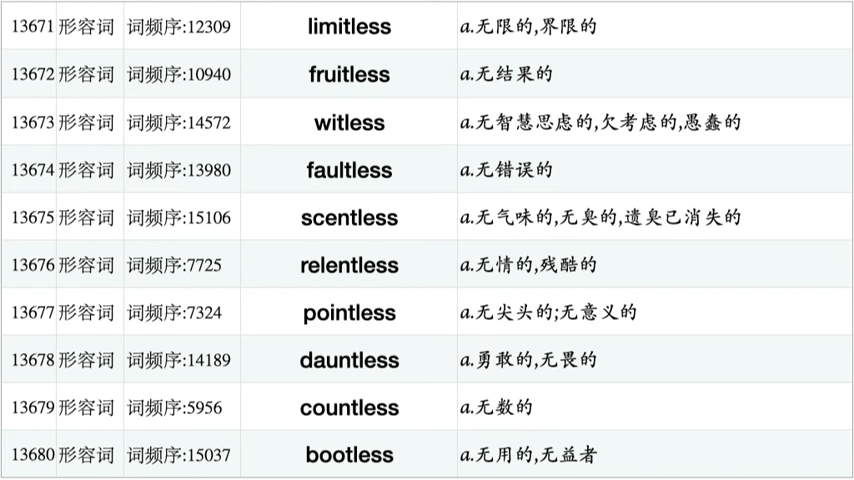 13671 形容词 词频序:12309 limitless a.无限的,界限的
13672 形容词 词频序:10940 fruitless a.无结果的
13673 形容词 词频序:14572 witless a.无智慧思虑的,欠考虑的,愚蠢的
13674 形容词 词频序:13980 faultless a.无错误的
13675 形容词 词频序:15106 scentless a.无气味的,无臭的,遗臭已消失的
13676 形容词 词频序:7725 relentless a.无情的,残酷的
13677 形容词 词频序:7324 pointless a.无尖头的;无意义的
13678 形容词 词频序:14189 dauntless a.勇敢的,无畏的
13679 形容词 词频序:5956 countless a.无数的
13680 形容词 词频序:15037 bootless a.无用的,无益者